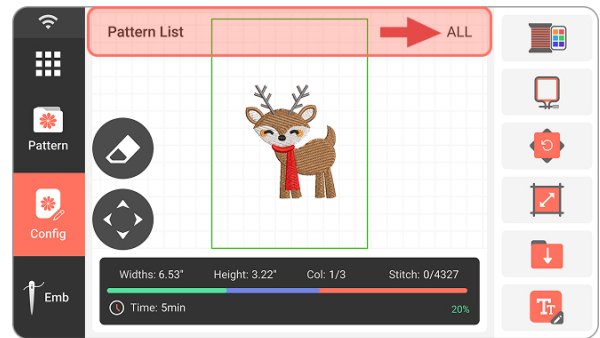 Pattern List ALL
Pattern
Config
Emb
Widths: 6.53" Height: 3.22" Col: 1/3 Stitch: 0/4327
Time: 5min 20%
TT